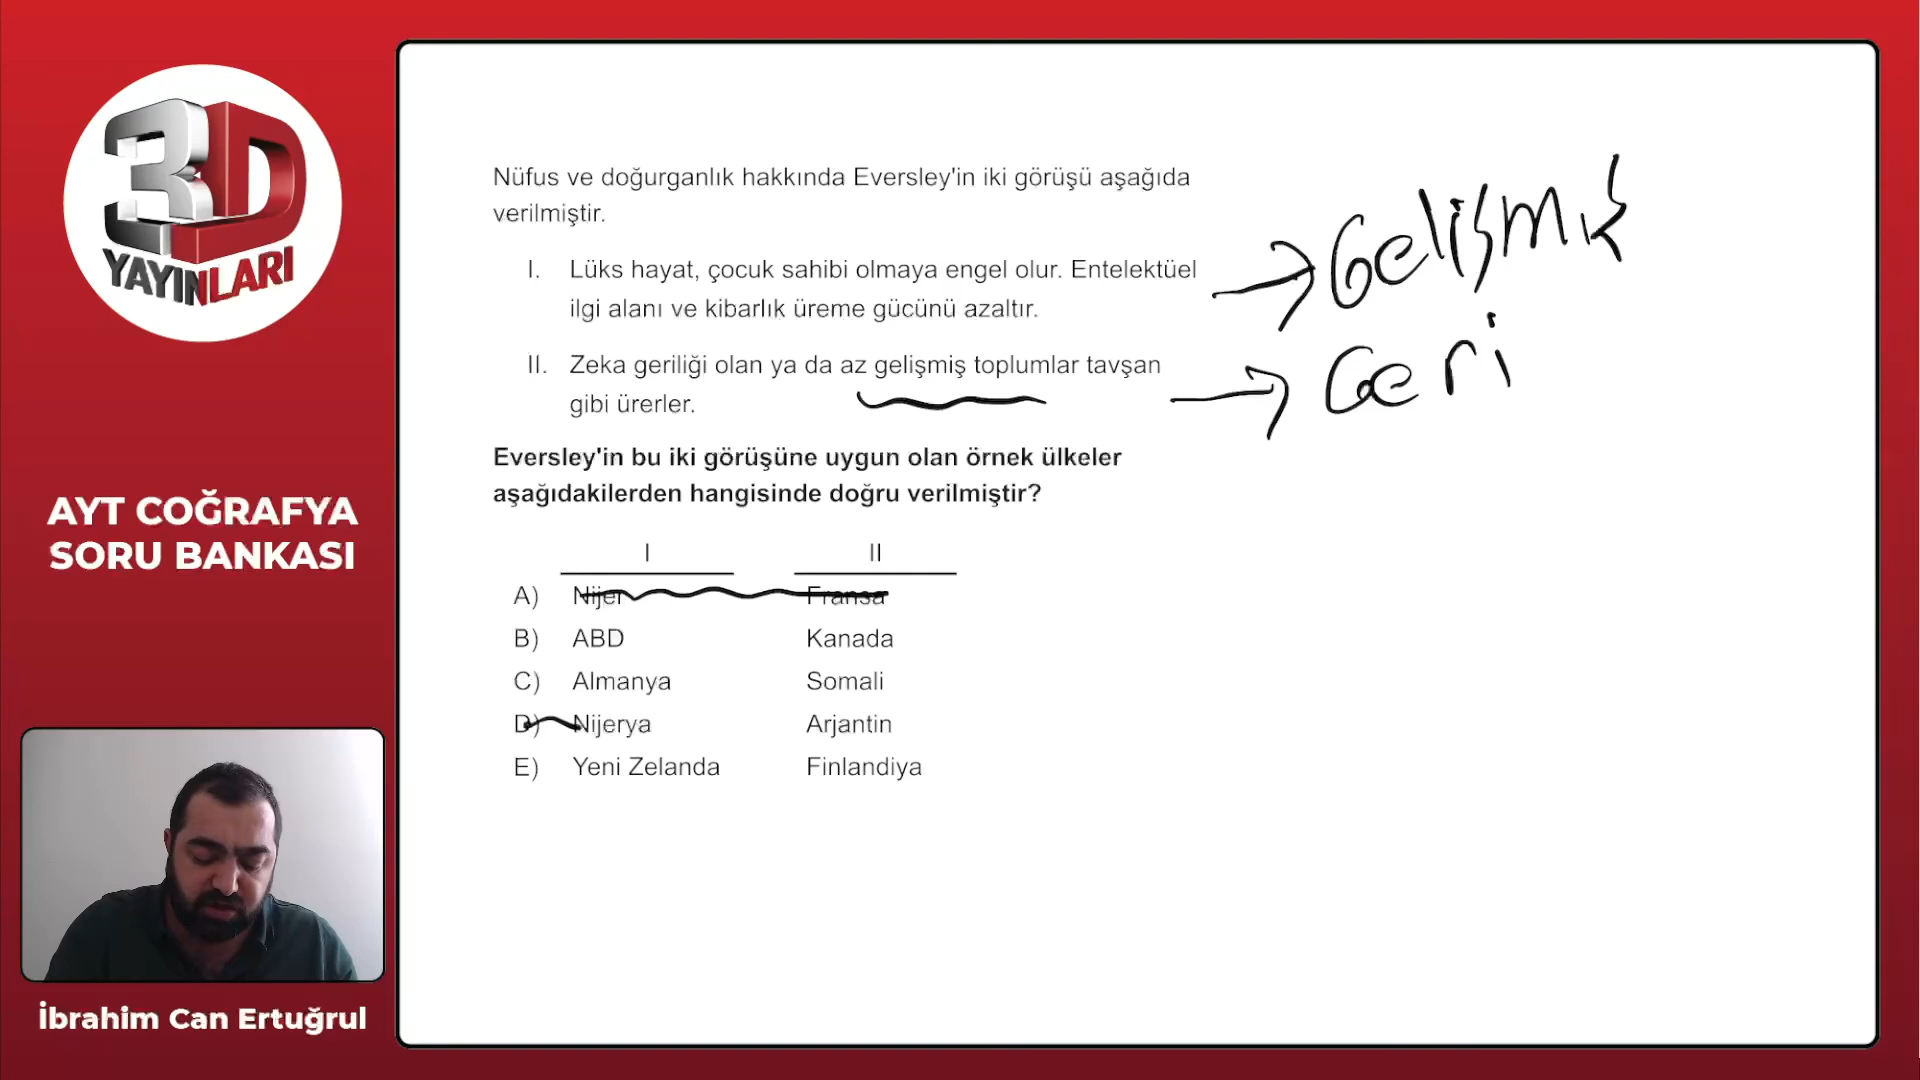 3D
YAYINLARI
AYT COĞRAFYA
SORU BANKASI
İbrahim Can Ertuğrul
Nüfus ve doğurganlık hakkında Eversley'in iki görüşü aşağıda
verilmiştir.
I. Lüks hayat, çocuk sahibi olmaya engel olur. Entelektüel
ilgi alanı ve kibarlık üreme gücünü azaltır.
II. Zeka geriliği olan ya da az gelişmiş toplumlar tavşan
gibi ürerler.
Gelişmiş
Geri
Eversley'in bu iki görüşüne uygun olan örnek ülkeler
aşağıdakilerden hangisinde doğru verilmiştir?
I II
A) Nijer Fransa
B) ABD Kanada
C) Almanya Somali
D) Nijerya Arjantin
E) Yeni Zelanda Finlandiya